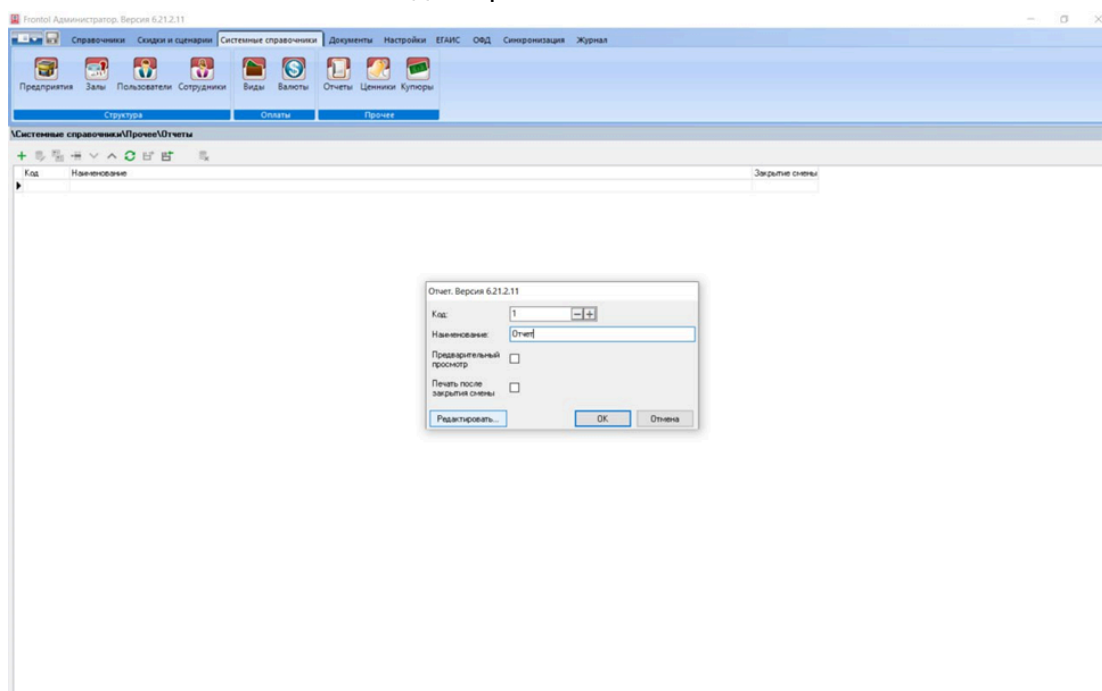 Frontol Администратор. Версия 6.21.2.11
Справочники Скидки и сценарии Системные справочники Документы Настройки ЕГАИС ОФД Синхронизация Журнал
Предприятия Залы Пользователи Сотрудники Виды Валюты Отчеты Ценники Купюры
Структура Оплаты Прочее
\Системные справочники\Прочее\Отчеты
Код Наименование Закрытие смены
Отчет. Версия 6.21.2.11
Код: 1
Наименование: Отчет
Предварительный просмотр
Печать после закрытия смены
Редактировать... OK Отмена